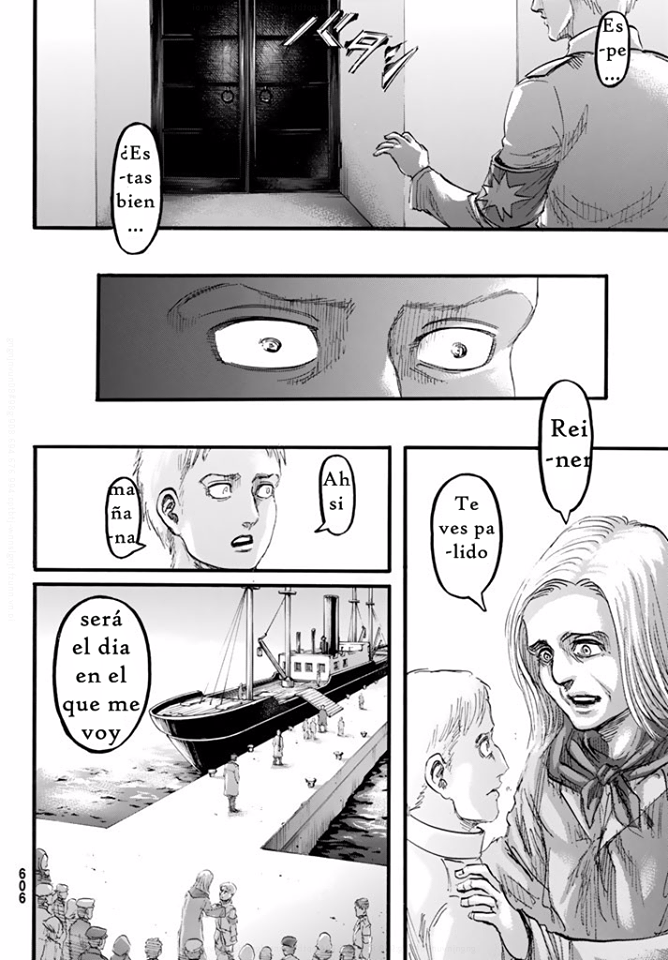 Es
-pe
...
バタン
¿Es
-tas
bien
...
Rei
-ner
Te
ves pa
-lido
Ah
si
ma
ña
-na
será
el dia
en el
que me
voy
606